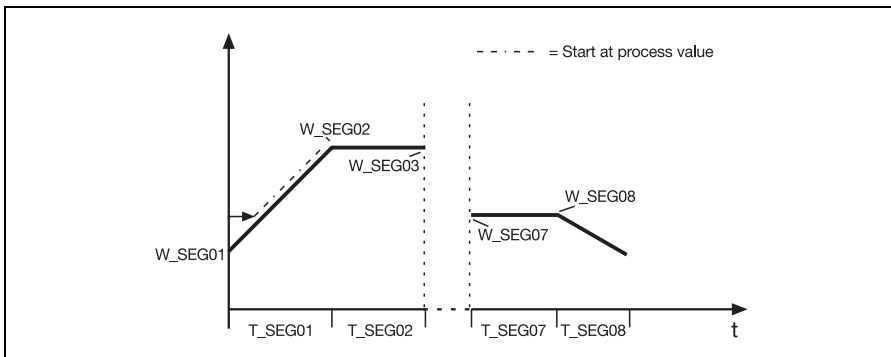 = Start at process value
W_SEG02
W_SEG03
W_SEG08
W_SEG07
W_SEG01
T_SEG01
T_SEG02
T_SEG07
T_SEG08
t